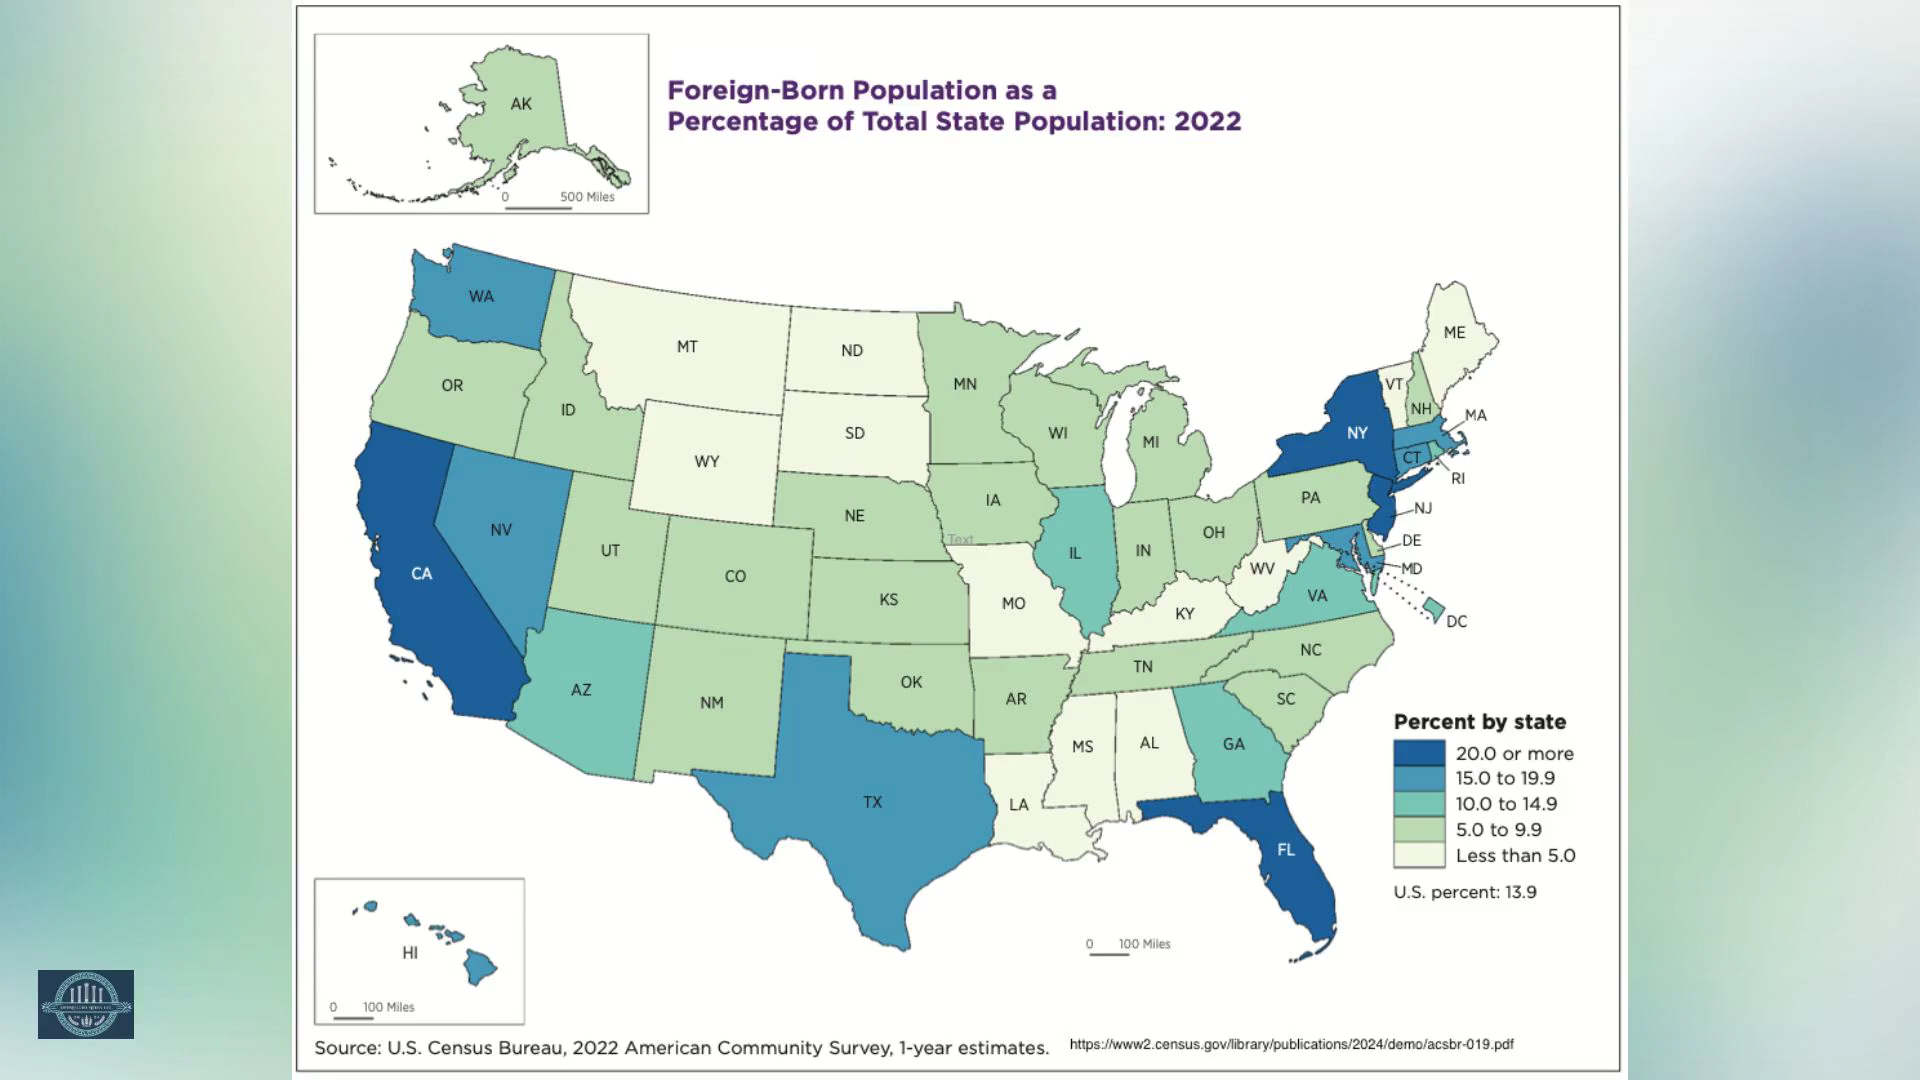 AK
0 500 Miles
Foreign-Born Population as a
Percentage of Total State Population: 2022
WA
MT
ND
MN
ME
OR
ID
SD
WI
MI
VT
NH
MA
NY
CT
RI
WY
NV
UT
NE
IA
Text
PA
NJ
CA
CO
KS
MO
IL
IN
OH
WV
VA
DE
MD
DC
KY
AZ
NM
OK
AR
TN
NC
SC
TX
LA
MS
AL
GA
FL
Percent by state
20.0 or more
15.0 to 19.9
10.0 to 14.9
5.0 to 9.9
Less than 5.0
U.S. percent: 13.9
0 100 Miles
HI
0 100 Miles
Source: U.S. Census Bureau, 2022 American Community Survey, 1-year estimates.
https://www2.census.gov/library/publications/2024/demo/acsbr-019.pdf